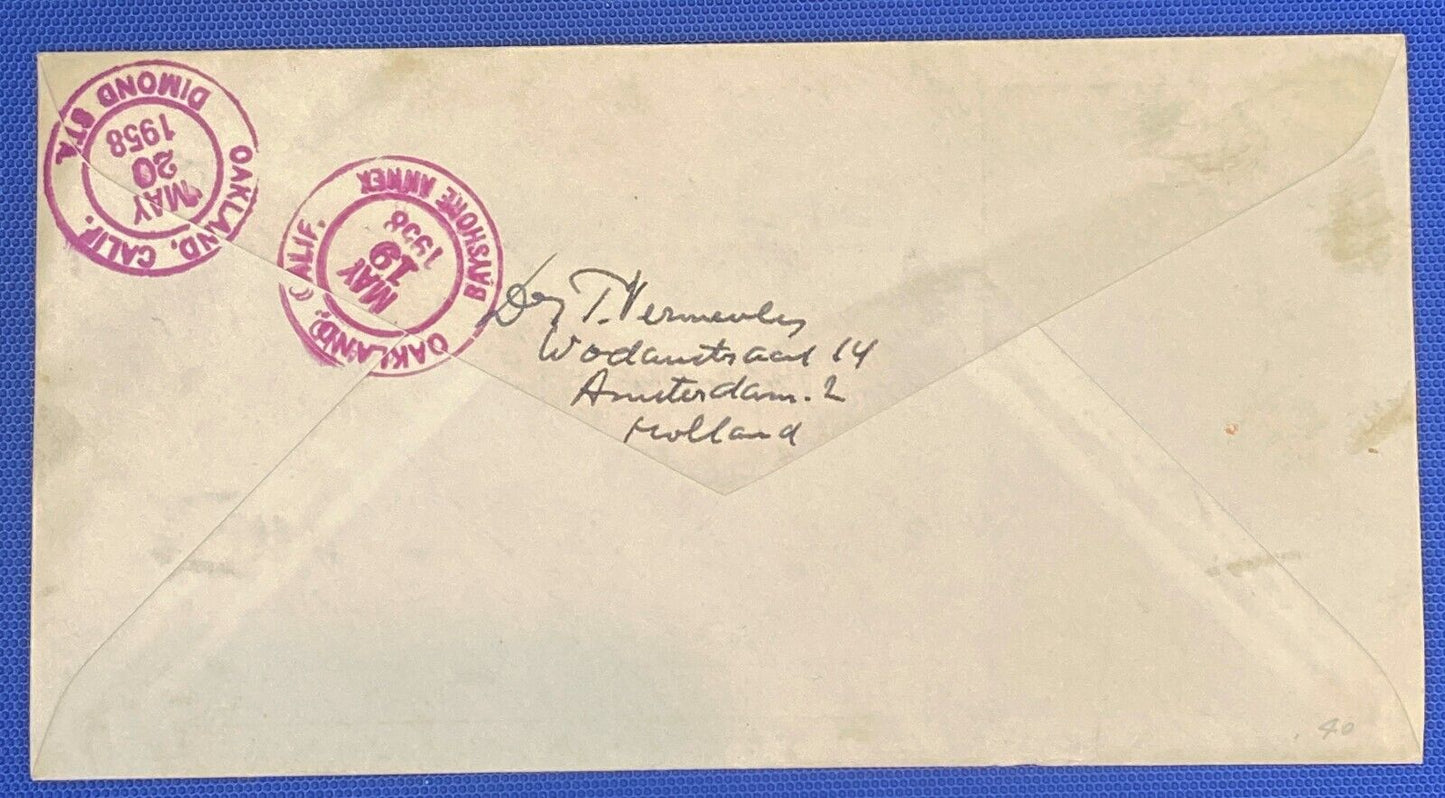 OAKLAND, CALIF.
DIMOND STA
MAY
20
1958
OAKLAND, CALIF.
BAYSHORE ANNEX
MAY
19
1958
T. Vermeulen
Wodanstraat 14
Amsterdam. 2
Holland
40